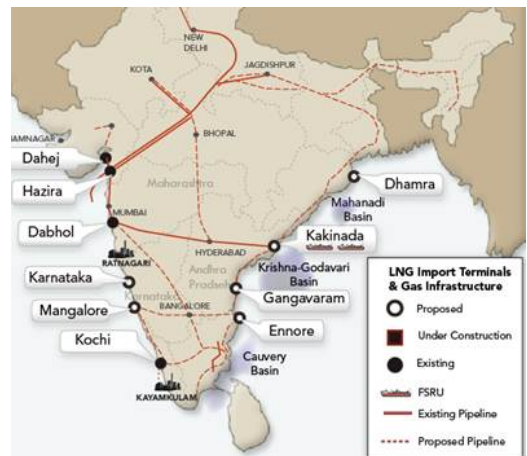 NEW
DELHI
KOTA
JAGDISHPUR
AMNAGAR
Dahej
BHOPAL
Hazira
Maharashtra
Dhamra
Mahanadi
Basin
MUMBAI
Dabhol
Kakinada
RATNAGARI
HYDERABAD
Krishna-Godavari
Basin
Andhra
Pradesh
Karnataka
Gangavaram
Karnataka
Mangalore
BANGALORE
Ennore
Kochi
Cauvery
Basin
KAYAMKULAM
LNG Import Terminals
& Gas Infrastructure
Proposed
Under Construction
Existing
FSRU
Existing Pipeline
Proposed Pipeline